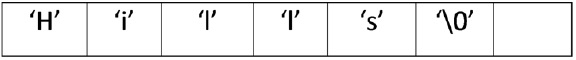 ‘H’ ‘i’ ‘l’ ‘l’ ‘s’ ‘\0’